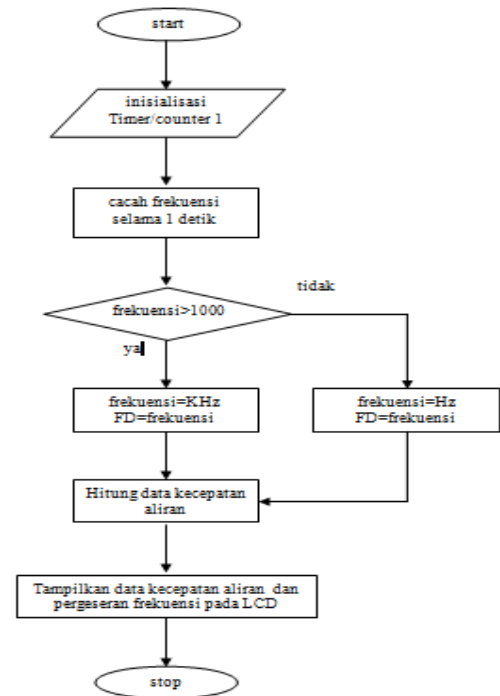 start
inisialisasi
Timer/counter 1
cacah frekuensi
selama 1 detik
frekuensi>1000
tidak
ya
frekuensi=KHz
FD=frekuensi
frekuensi=Hz
FD=frekuensi
Hitung data kecepatan
aliran
Tampilkan data kecepatan aliran dan
pergeseran frekuensi pada LCD
stop